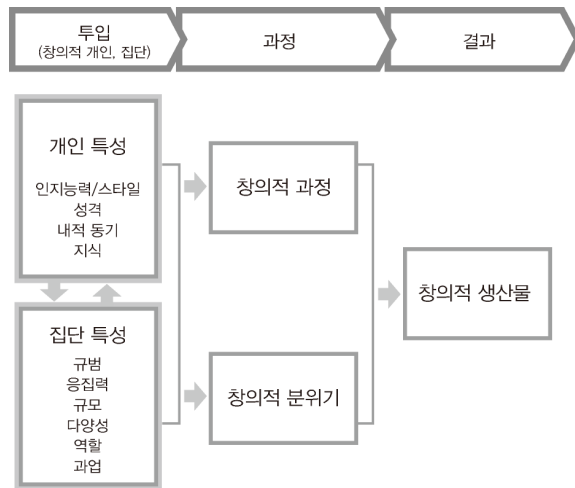 투입
(창의적 개인, 집단)
과정
결과
개인 특성
인지능력/스타일
성격
내적 동기
지식
집단 특성
규범
응집력
규모
다양성
역할
과업
창의적 과정
창의적 분위기
창의적 생산물